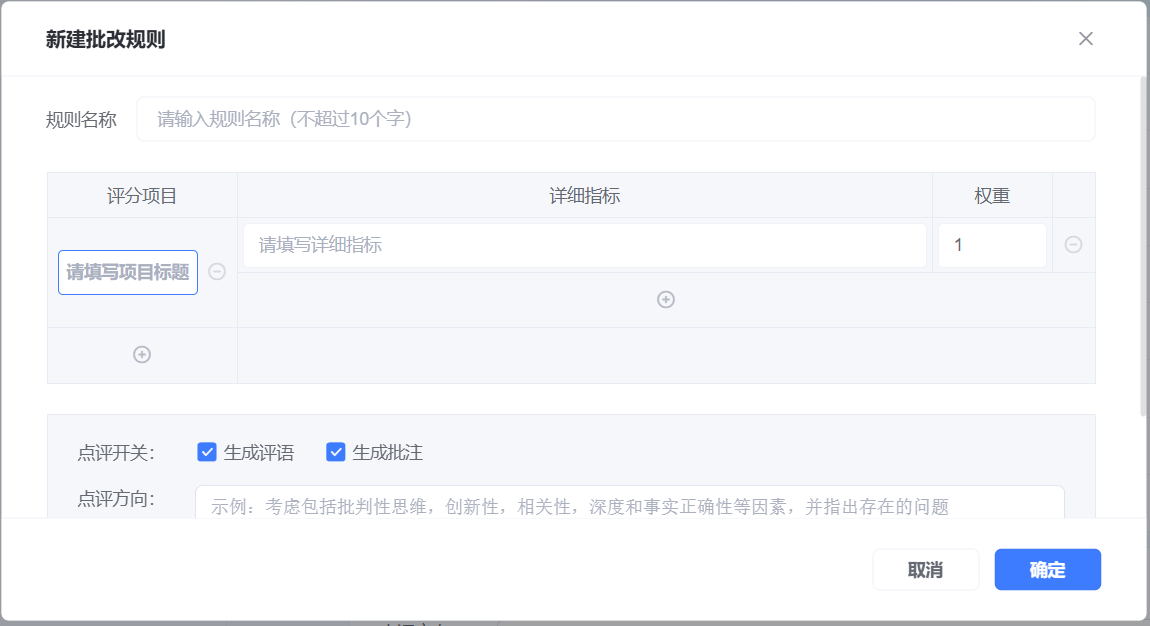 新建批改规则
规则名称
请输入规则名称（不超过10个字）
评分项目 详细指标 权重
请填写详细指标 1
请填写项目标题
点评开关： 生成评语 生成批注
点评方向：
示例：考虑包括批判性思维，创新性，相关性，深度和事实正确性等因素，并指出存在的问题
取消 确定